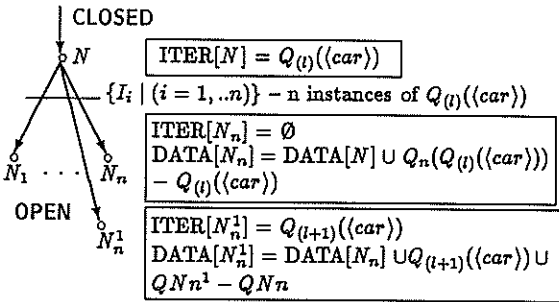 CLOSED
N
ITER[N] = Q₍ₗ₎(⟨car⟩)
{Iᵢ | (i = 1, ..n)} – n instances of Q₍ₗ₎(⟨car⟩)
ITER[Nₙ] = ∅
DATA[Nₙ] = DATA[N] ∪ Qₙ(Q₍ₗ₎(⟨car⟩))
– Q₍ₗ₎(⟨car⟩)
N₁ · · · Nₙ
OPEN
Nₙ¹
ITER[Nₙ¹] = Q₍ₗ₊₁₎(⟨car⟩)
DATA[Nₙ¹] = DATA[Nₙ] ∪Q₍ₗ₊₁₎(⟨car⟩) ∪
QNn¹ – QNn